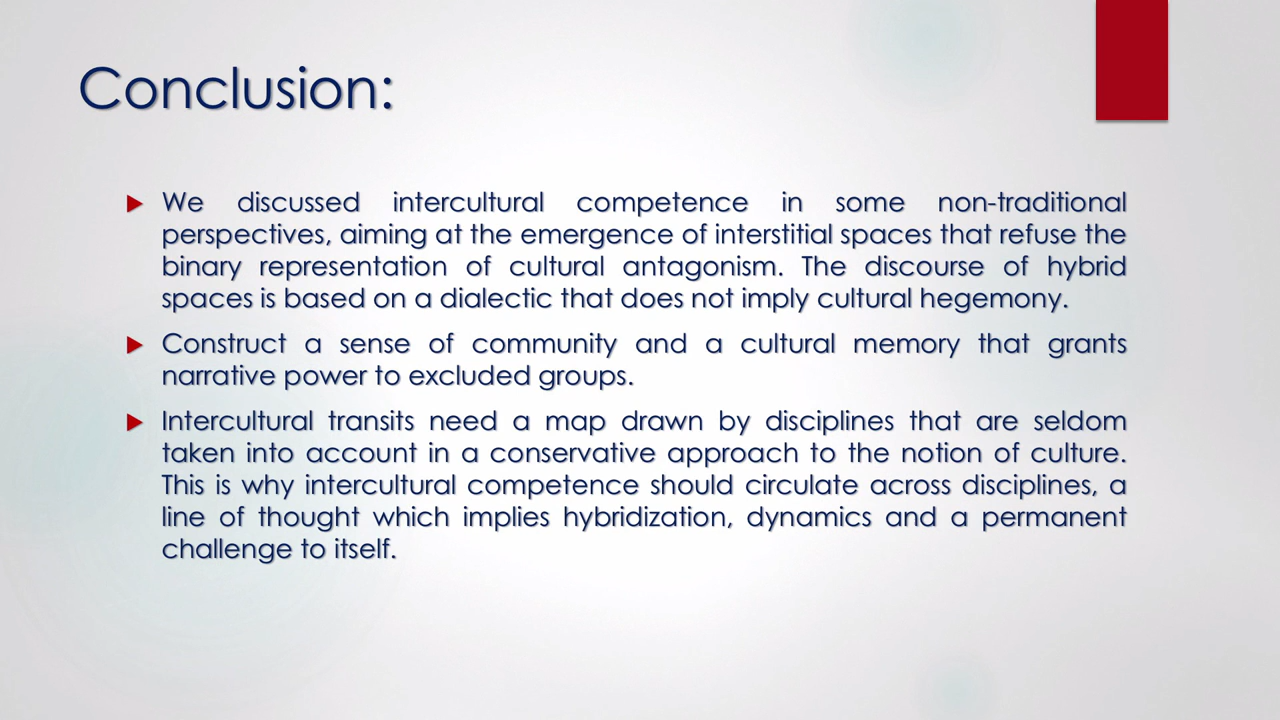 Conclusion:
We discussed intercultural competence in some non-traditional
perspectives, aiming at the emergence of interstitial spaces that refuse the
binary representation of cultural antagonism. The discourse of hybrid
spaces is based on a dialectic that does not imply cultural hegemony.
Construct a sense of community and a cultural memory that grants
narrative power to excluded groups.
Intercultural transits need a map drawn by disciplines that are seldom
taken into account in a conservative approach to the notion of culture.
This is why intercultural competence should circulate across disciplines, a
line of thought which implies hybridization, dynamics and a permanent
challenge to itself.